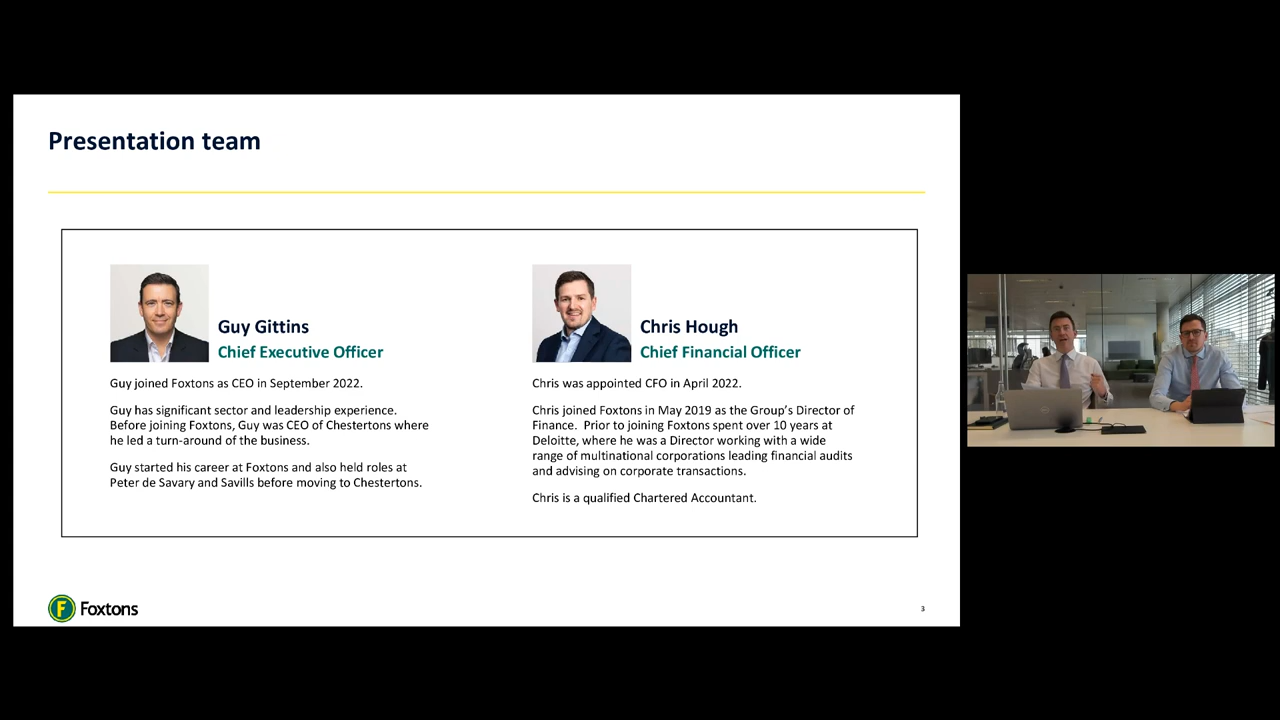 Presentation team
Guy Gittins
Chief Executive Officer
Guy joined Foxtons as CEO in September 2022.
Guy has significant sector and leadership experience.
Before joining Foxtons, Guy was CEO of Chestertons where
he led a turn-around of the business.
Guy started his career at Foxtons and also held roles at
Peter de Savary and Savills before moving to Chestertons.
Chris Hough
Chief Financial Officer
Chris was appointed CFO in April 2022.
Chris joined Foxtons in May 2019 as the Group’s Director of
Finance.  Prior to joining Foxtons spent over 10 years at
Deloitte, where he was a Director working with a wide
range of multinational corporations leading financial audits
and advising on corporate transactions.
Chris is a qualified Chartered Accountant.
F Foxtons
3